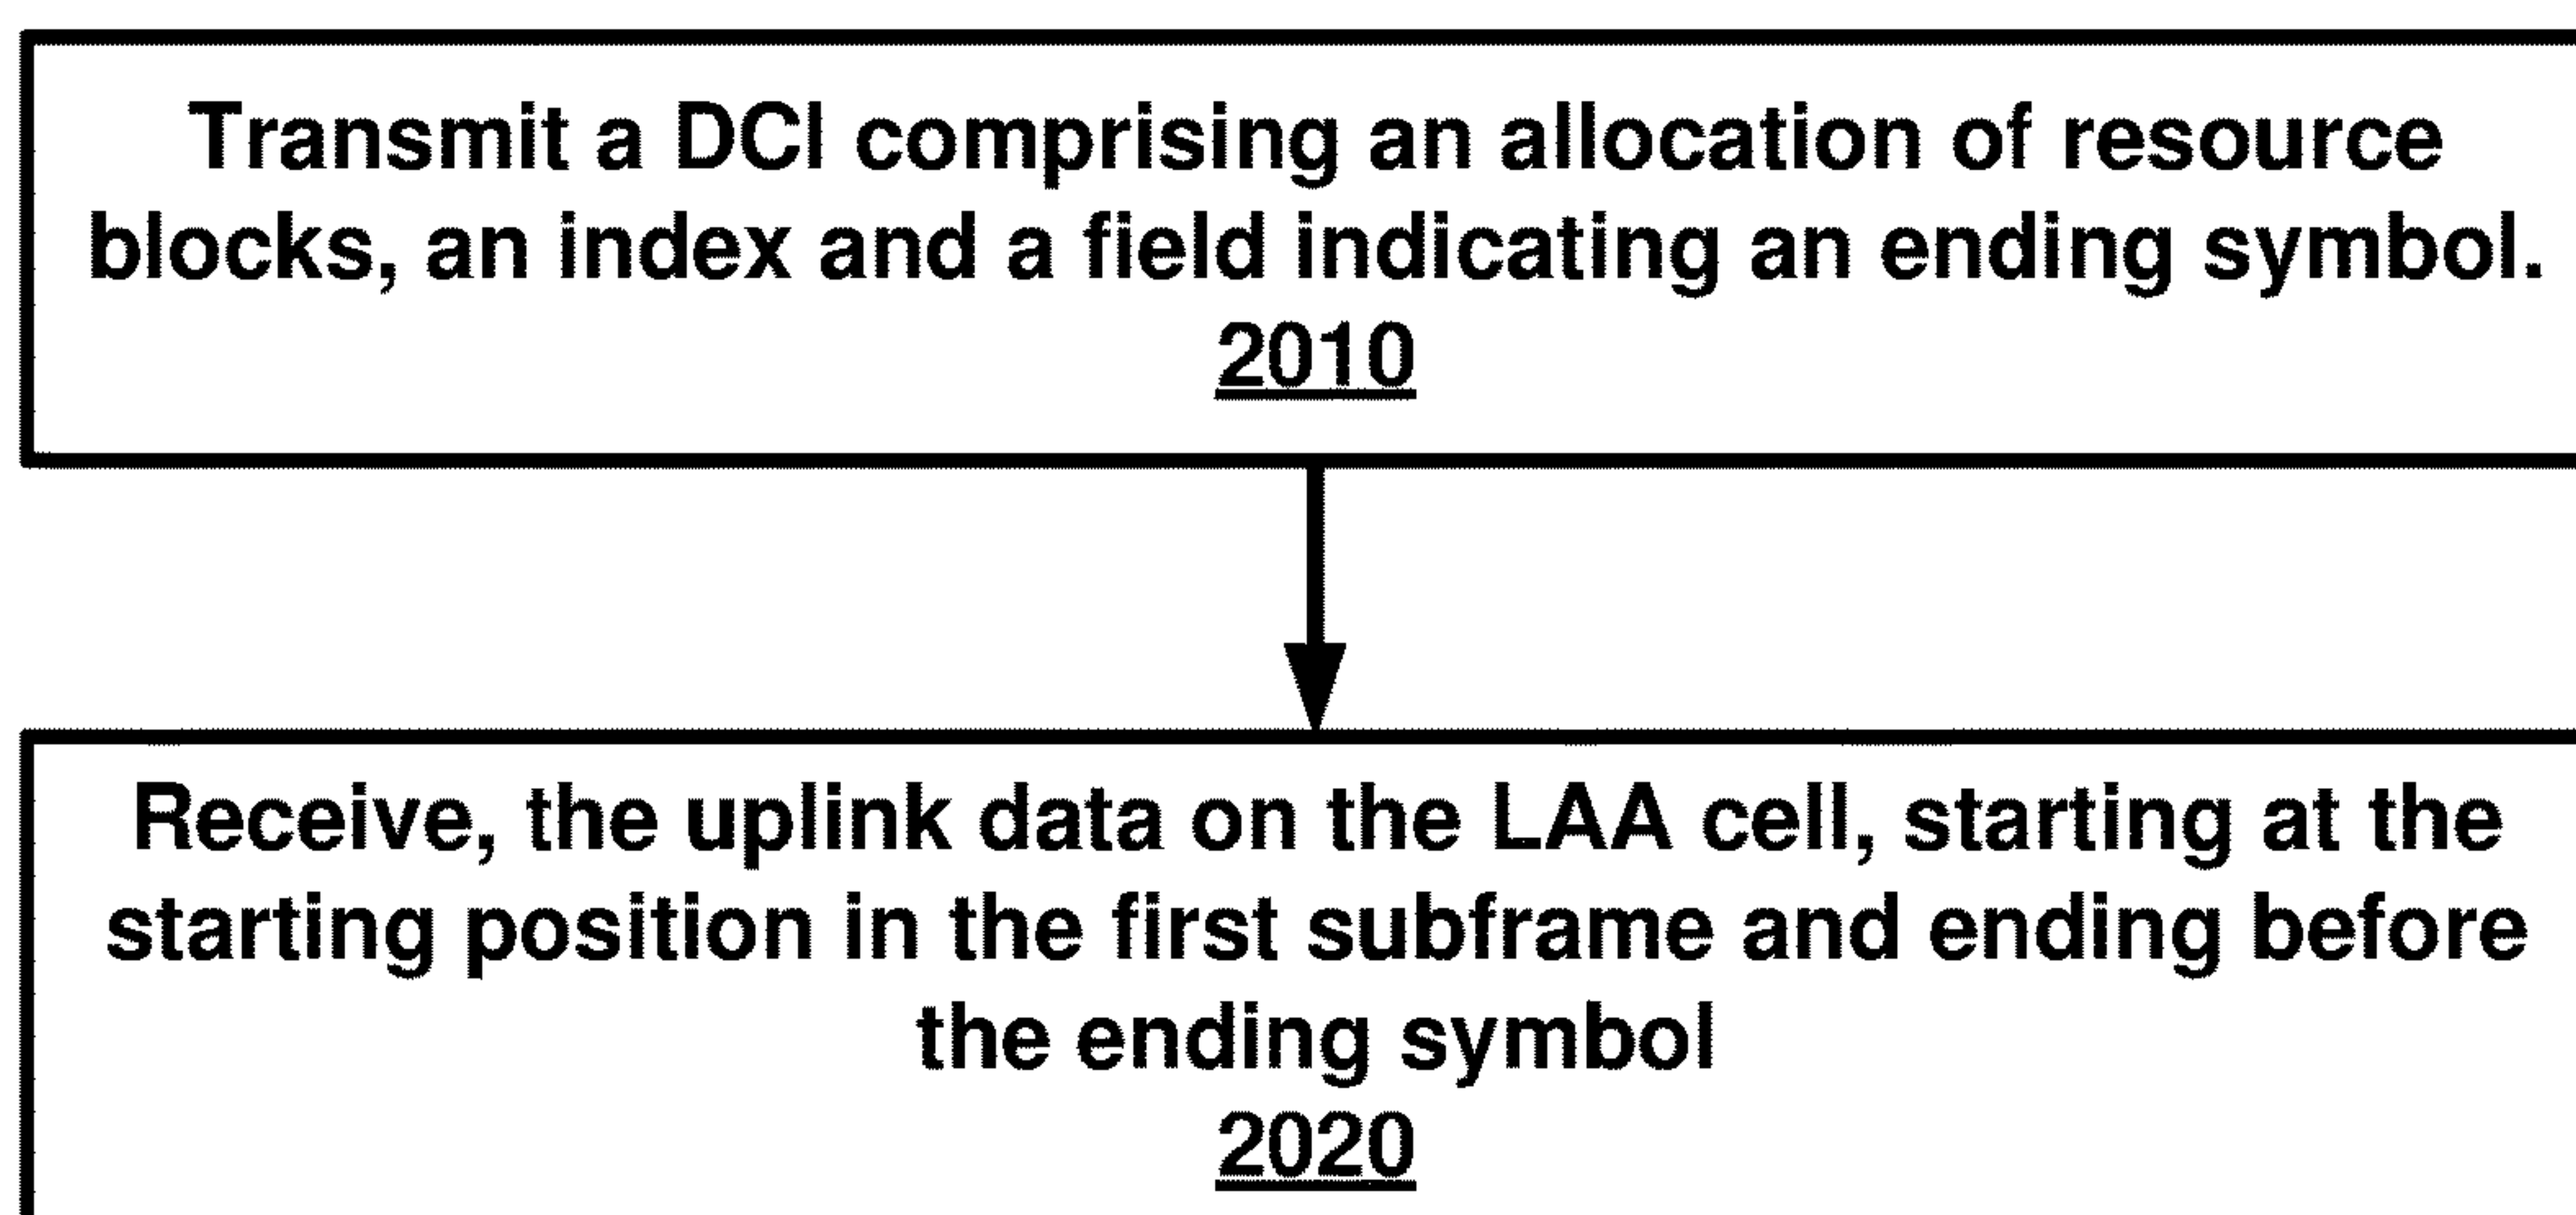 Transmit a DCI comprising an allocation of resource
blocks, an index and a field indicating an ending symbol.
2010
Receive, the uplink data on the LAA cell, starting at the
starting position in the first subframe and ending before
the ending symbol
2020